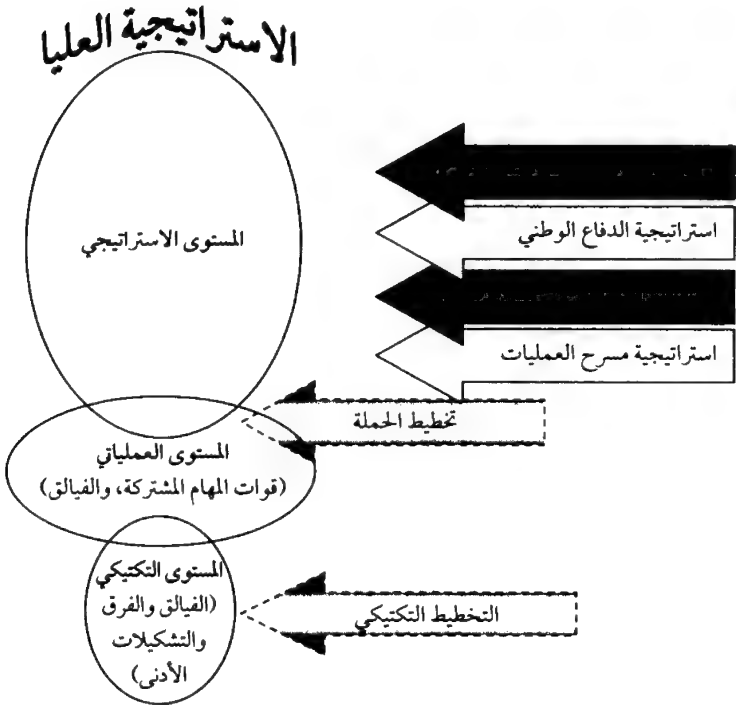 الاستراتيجية العليا
المستوى الاستراتيجي
استراتيجية الدفاع الوطني
استراتيجية مسرح العمليات
تخطيط الحملة
المستوى العملياتي
(قوات المهام المشتركة، والفيالق)
المستوى التكتيكي
(الفيالق والفرق
والتشكيلات
الأدنى)
التخطيط التكتيكي